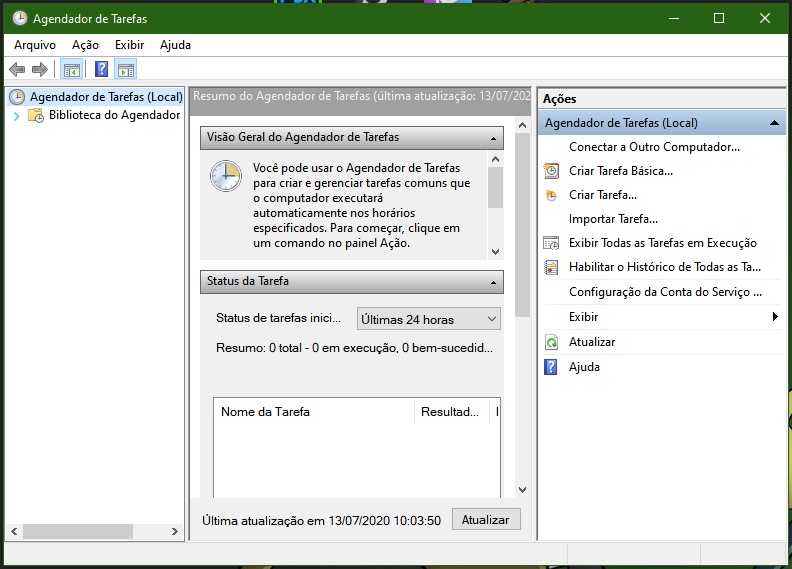 Agendador de Tarefas
Arquivo Ação Exibir Ajuda
Agendador de Tarefas (Local)
Biblioteca do Agendador
Resumo do Agendador de Tarefas (última atualização: 13/07/202
Visão Geral do Agendador de Tarefas
Você pode usar o Agendador de Tarefas
para criar e gerenciar tarefas comuns que
o computador executará
automaticamente nos horários
especificados. Para começar, clique em
um comando no painel Ação.
Status da Tarefa
Status de tarefas inici... Últimas 24 horas
Resumo: 0 total - 0 em execução, 0 bem-sucedid...
Nome da Tarefa Resultad... I
Última atualização em 13/07/2020 10:03:50 Atualizar
Ações
Agendador de Tarefas (Local)
Conectar a Outro Computador...
Criar Tarefa Básica...
Criar Tarefa...
Importar Tarefa...
Exibir Todas as Tarefas em Execução
Habilitar o Histórico de Todas as Ta...
Configuração da Conta do Serviço ...
Exibir
Atualizar
Ajuda